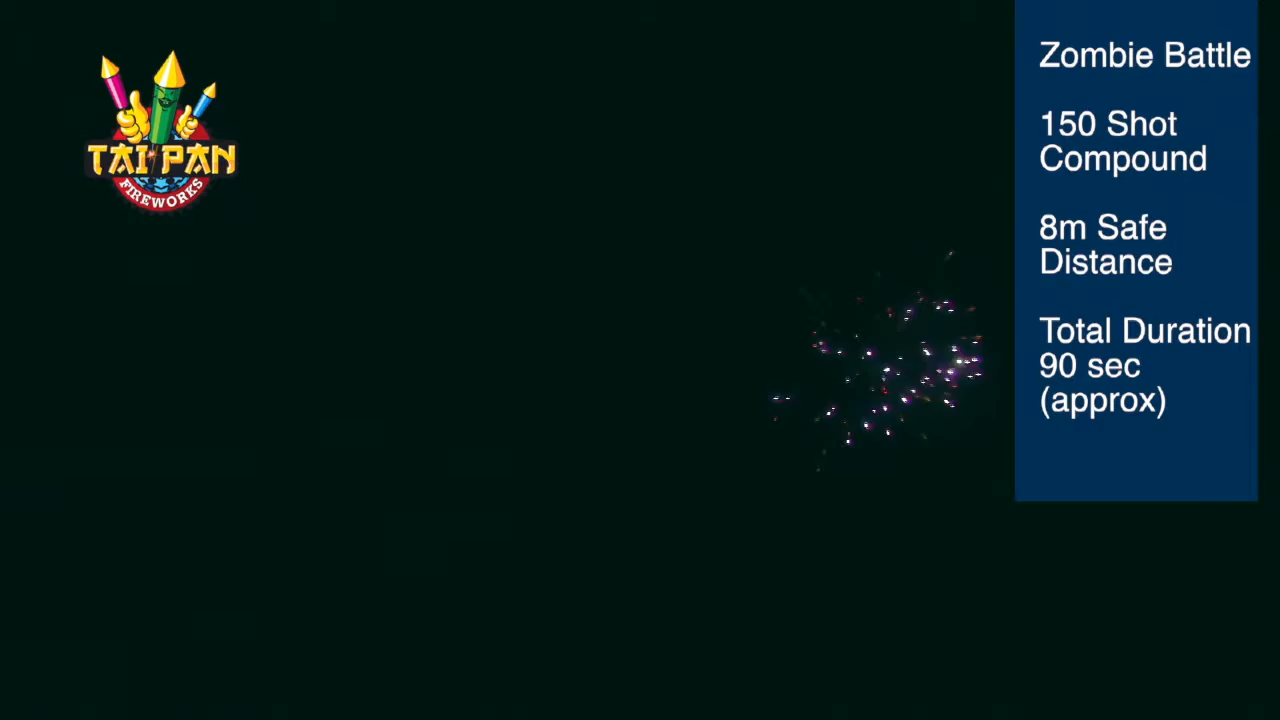 TAI PAN
FIREWORKS
Zombie Battle
150 Shot
Compound
8m Safe
Distance
Total Duration
90 sec
(approx)